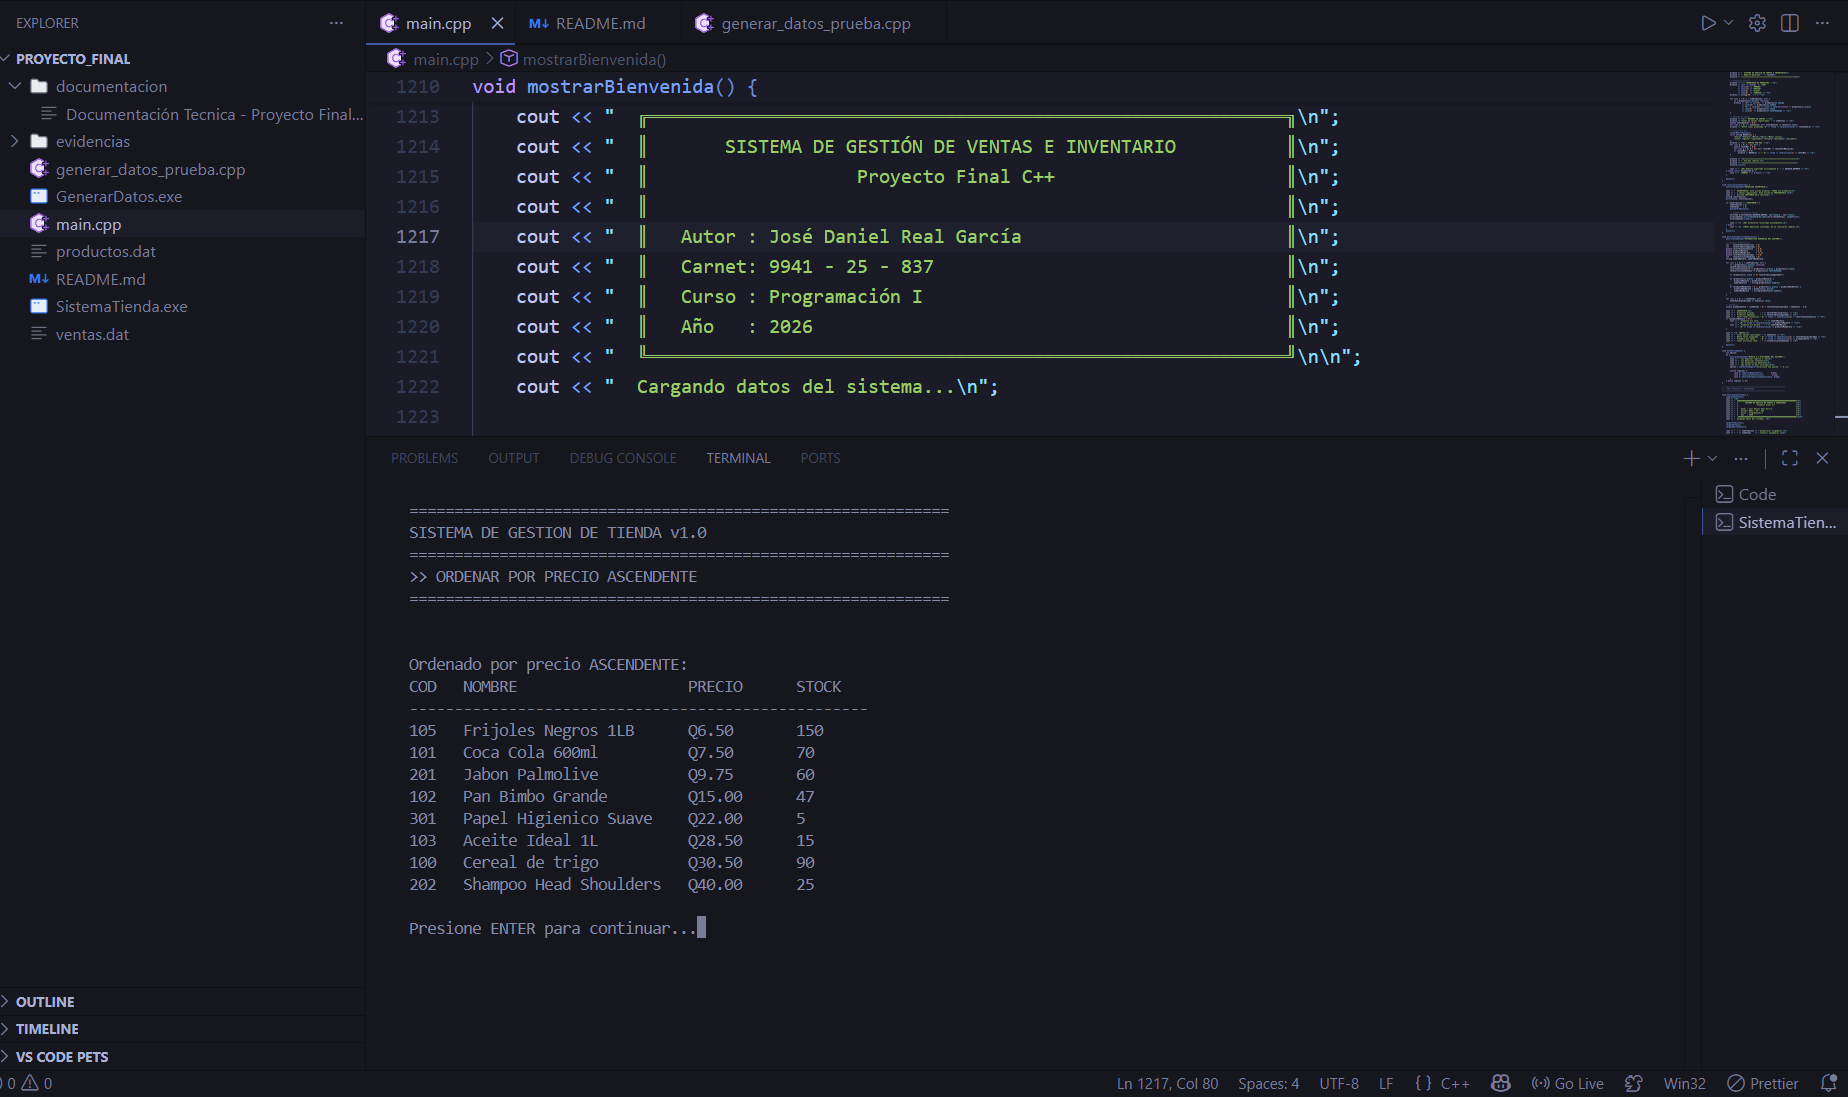 EXPLORER
PROYECTO_FINAL
documentacion
Documentación Tecnica - Proyecto Final...
evidencias
generar_datos_prueba.cpp
GenerarDatos.exe
main.cpp
productos.dat
README.md
SistemaTienda.exe
ventas.dat
OUTLINE
TIMELINE
VS CODE PETS
main.cpp
README.md
generar_datos_prueba.cpp
main.cpp > mostrarBienvenida()
1210 void mostrarBienvenida() {
1213 cout << " ╔══════════════════════════════════════════════════════════╗\n";
1214 cout << " ║ SISTEMA DE GESTIÓN DE VENTAS E INVENTARIO ║\n";
1215 cout << " ║ Proyecto Final C++ ║\n";
1216 cout << " ║ ║\n";
1217 cout << " ║ Autor : José Daniel Real García ║\n";
1218 cout << " ║ Carnet: 9941 - 25 - 837 ║\n";
1219 cout << " ║ Curso : Programación I ║\n";
1220 cout << " ║ Año : 2026 ║\n";
1221 cout << " ╚══════════════════════════════════════════════════════════╝\n\n";
1222 cout << " Cargando datos del sistema...\n";
1223
PROBLEMS OUTPUT DEBUG CONSOLE TERMINAL PORTS
Code
SistemaTien...
============================================================
SISTEMA DE GESTION DE TIENDA v1.0
============================================================
>> ORDENAR POR PRECIO ASCENDENTE
============================================================
Ordenado por precio ASCENDENTE:
COD NOMBRE PRECIO STOCK
---------------------------------------------------
105 Frijoles Negros 1LB Q6.50 150
101 Coca Cola 600ml Q7.50 70
201 Jabon Palmolive Q9.75 60
102 Pan Bimbo Grande Q15.00 47
301 Papel Higienico Suave Q22.00 5
103 Aceite Ideal 1L Q28.50 15
100 Cereal de trigo Q30.50 90
202 Shampoo Head Shoulders Q40.00 25
Presione ENTER para continuar...
0 0
Ln 1217, Col 80 Spaces: 4 UTF-8 LF { } C++ Go Live Win32 Prettier